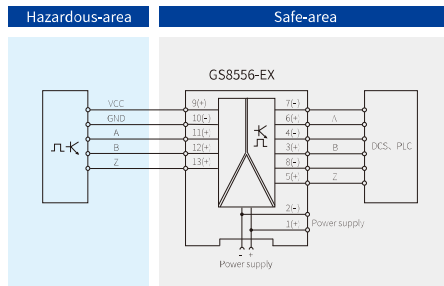 Hazardous-area
Safe-area
GS8556-EX
VCC 9(+) 7(-)
GND 10(-) 6(+) A
A 11(+) 4(-)
B 12(+) 3(+) B DCS、PLC
Z 13(+) 8(-)
5(+) Z
2(-)
1(+) Power supply
- +
Power supply